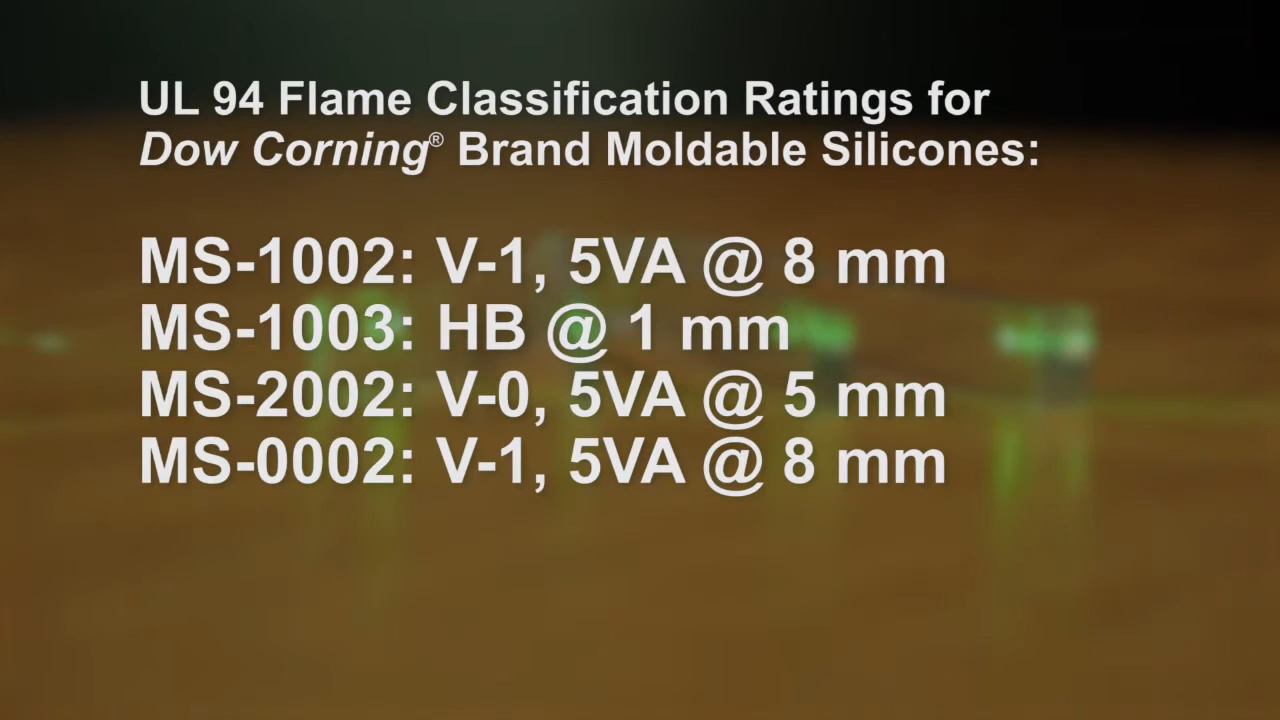 UL 94 Flame Classification Ratings for
Dow Corning® Brand Moldable Silicones:
MS-1002: V-1, 5VA @ 8 mm
MS-1003: HB @ 1 mm
MS-2002: V-0, 5VA @ 5 mm
MS-0002: V-1, 5VA @ 8 mm